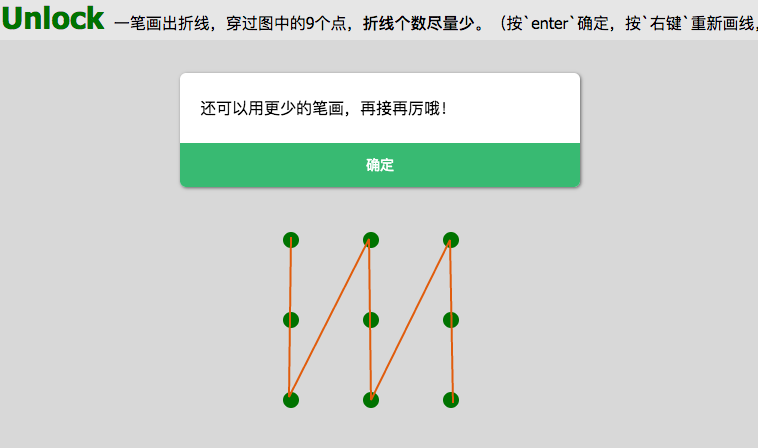 Unlock 一笔画出折线，穿过图中的9个点，折线个数尽量少。（按`enter`确定，按`右键`重新画线，
还可以用更少的笔画，再接再厉哦！
确定